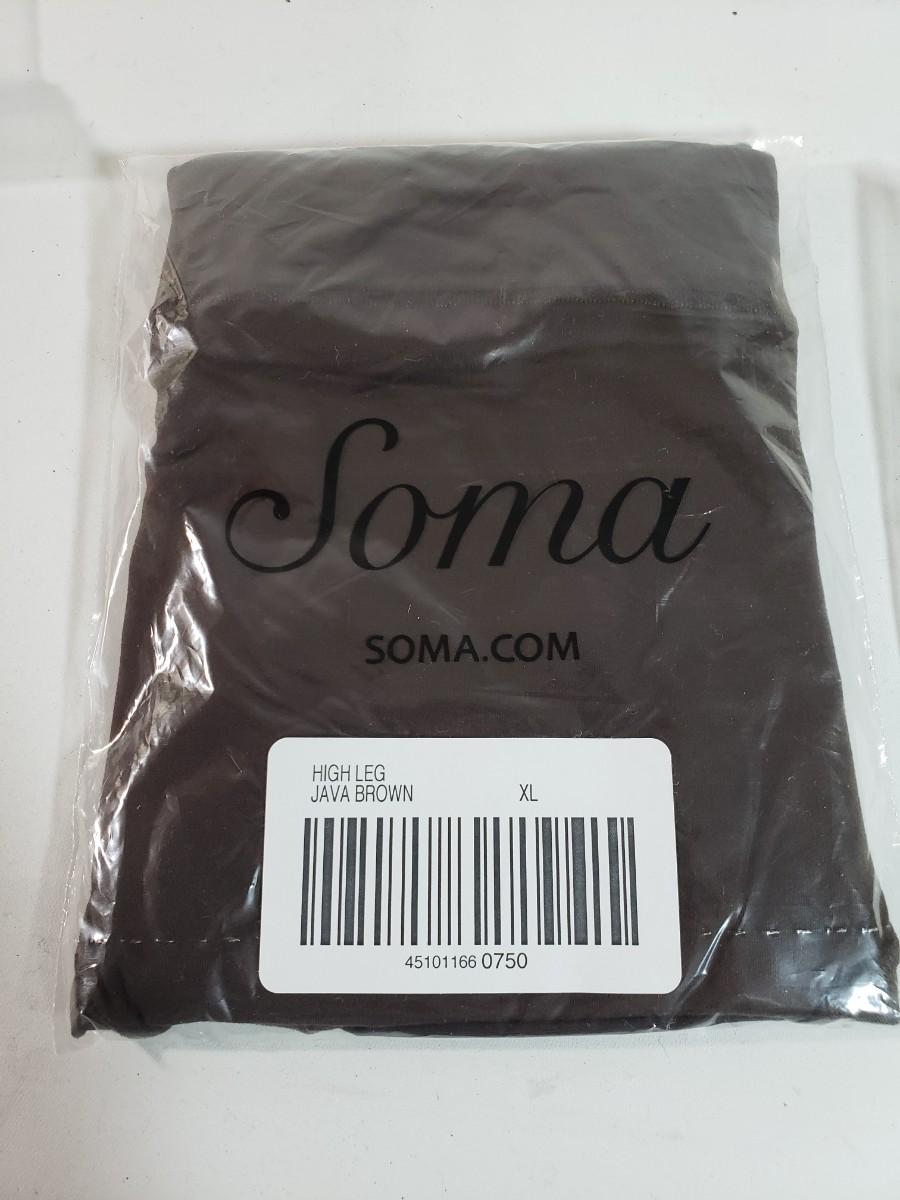 Soma
SOMA.COM
HIGH LEG
JAVA BROWN XL
45101166 0750